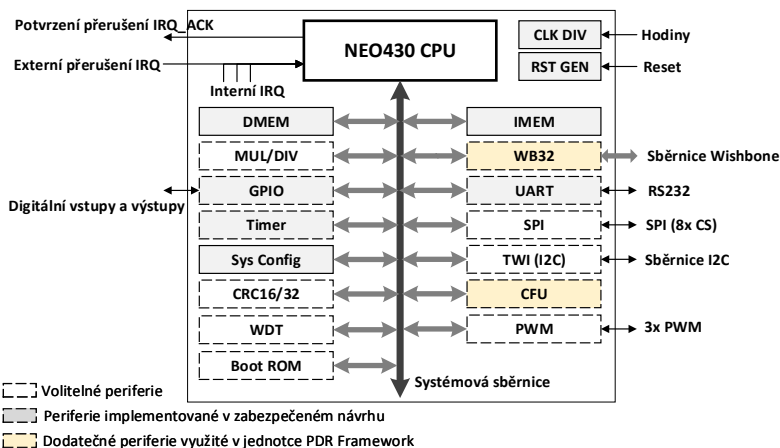 Potvrzení přerušení IRQ_ACK
Externí přerušení IRQ
Interní IRQ
NEO430 CPU
CLK DIV
Hodiny
RST GEN
Reset
DMEM
IMEM
MUL/DIV
WB32
Sběrnice Wishbone
GPIO
UART
RS232
Digitální vstupy a výstupy
Timer
SPI
SPI (8x CS)
Sys Config
TWI (I2C)
Sběrnice I2C
CRC16/32
CFU
WDT
PWM
3x PWM
Boot ROM
Systémová sběrnice
Volitelné periferie
Periferie implementované v zabezpečeném návrhu
Dodatečné periferie využité v jednotce PDR Framework